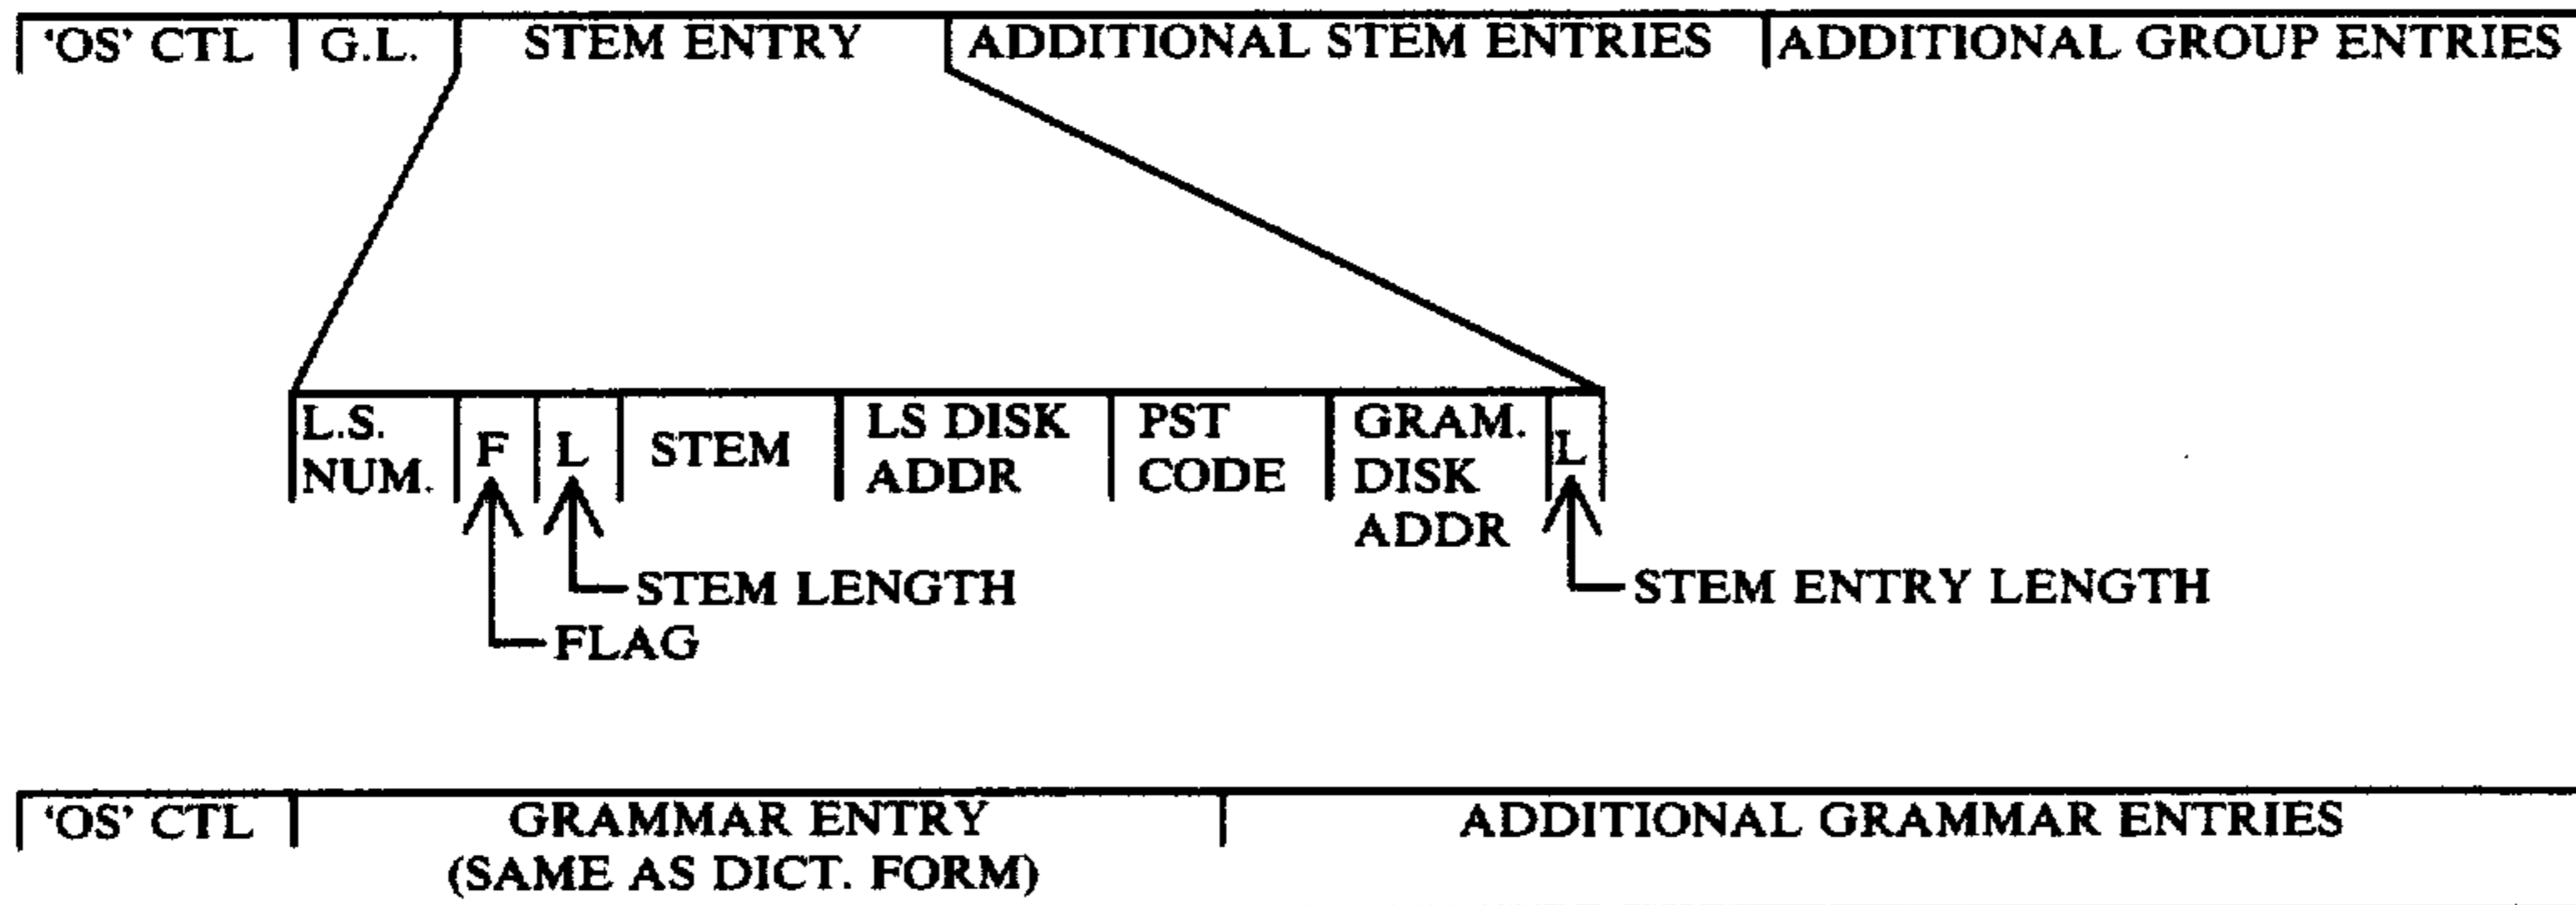 'OS' CTL G.L. STEM ENTRY ADDITIONAL STEM ENTRIES ADDITIONAL GROUP ENTRIES
L.S. NUM.
F
L
STEM
LS DISK ADDR
PST CODE
GRAM. DISK ADDR
L
STEM LENGTH
STEM ENTRY LENGTH
FLAG
'OS' CTL GRAMMAR ENTRY ADDITIONAL GRAMMAR ENTRIES
(SAME AS DICT. FORM)